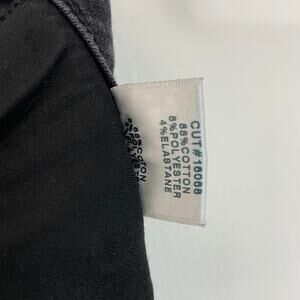 CUT#16068
88%COTTON
8%POLYESTER
4%ELASTANE